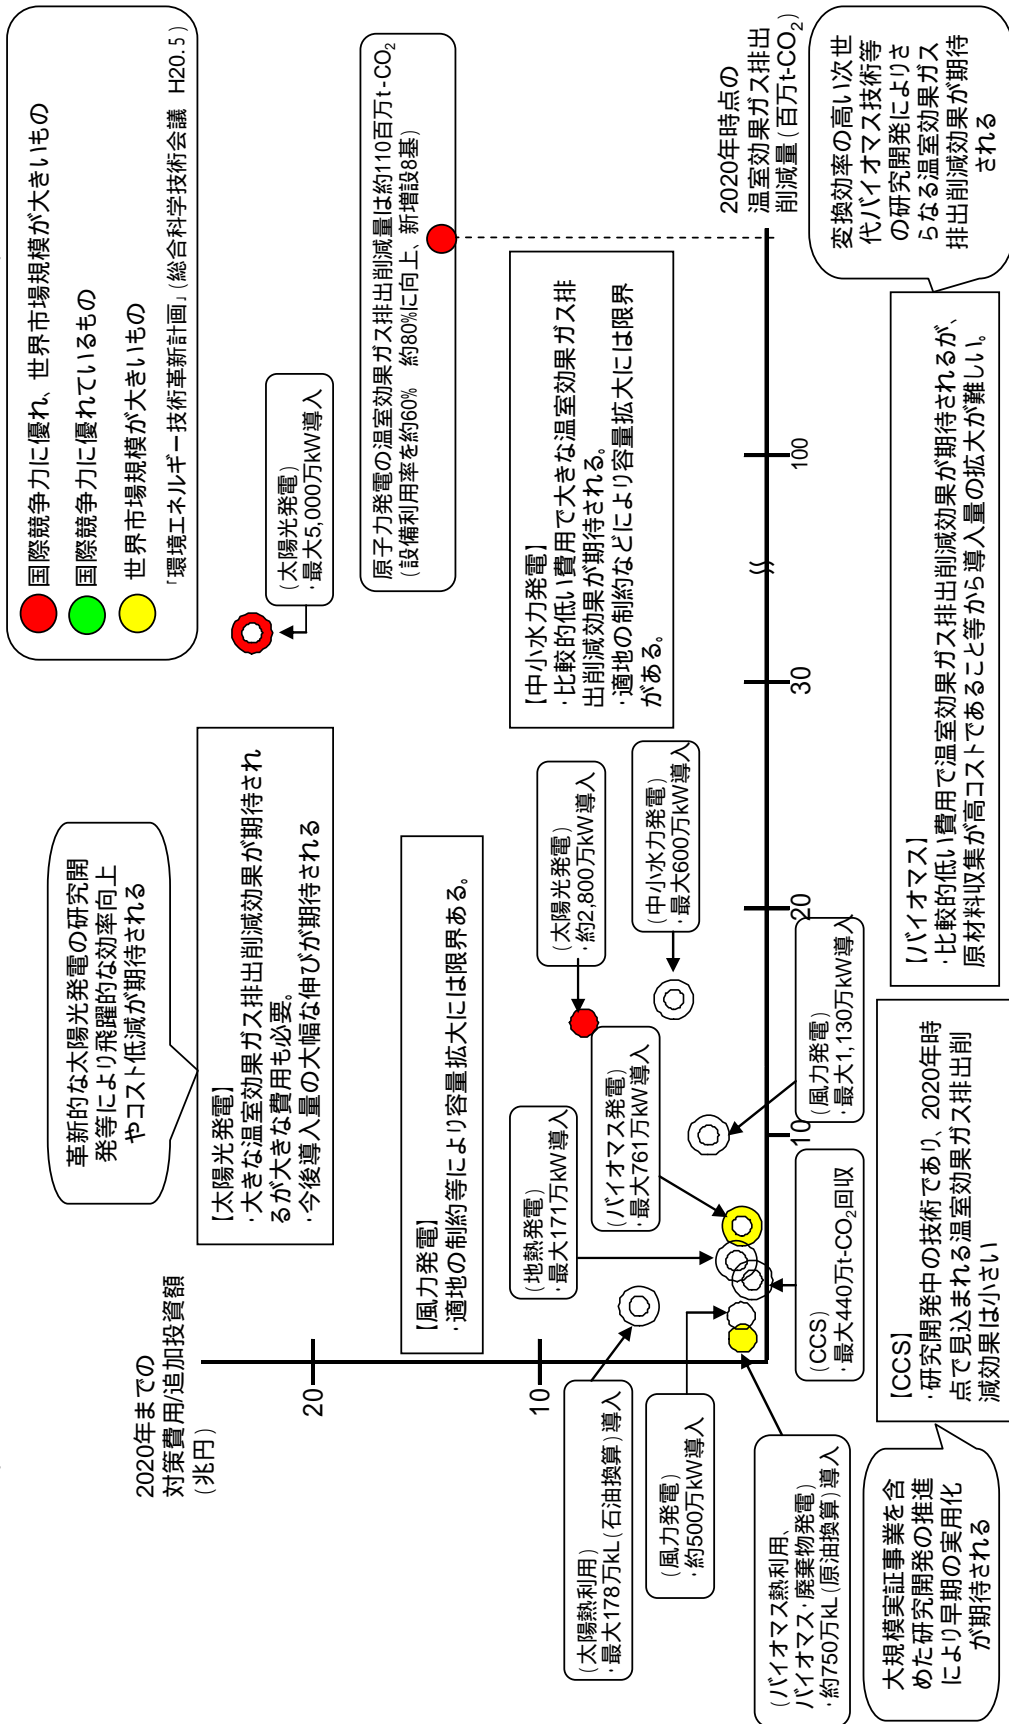 国際競争力に優れ、世界市場規模が大きいもの
国際競争力に優れているもの
世界市場規模が大きいもの
「環境エネルギー技術革新計画」(総合科学技術会議 H20.5)
2020年までの
対策費用/追加投資額
(兆円)
20
10
革新的な太陽光発電の研究開
発等により飛躍的な効率向上
やコスト低減が期待される
【太陽光発電】
・大きな温室効果ガス排出削減効果が期待され
るが大きな費用も必要。
・今後導入量の大幅な伸びが期待される
(太陽光発電)
・最大5,000万kW導入
原子力発電の温室効果ガス排出削減量は約110百万t-CO₂
(設備利用率を約60% 約80%に向上、新増設8基)
【風力発電】
・適地の制約等により容量拡大には限界ある。
【中小水力発電】
・比較的低い費用で大きな温室効果ガス排
出削減効果が期待される。
・適地の制約などにより容量拡大には限界
がある。
(太陽熱利用)
・最大178万kL(石油換算)導入
(地熱発電)
・最大171万kW導入
(太陽光発電)
・約2,800万kW導入
(バイオマス発電)
・最大761万kW導入
(中小水力発電)
・最大600万kW導入
(風力発電)
・約500万kW導入
(バイオマス熱利用、
バイオマス・廃棄物発電)
・約750万kL(原油換算)導入
(CCS)
・最大440万t-CO₂回収
(風力発電)
・最大1,130万kW導入
10
20
30
100
2020年時点の
温室効果ガス排出
削減量(百万t-CO₂)
大規模実証事業を含
めた研究開発の推進
により早期の実用化
が期待される
【CCS】
・研究開発中の技術であり、2020年時
点で見込まれる温室効果ガス排出削
減効果は小さい
【バイオマス】
・比較的低い費用で温室効果ガス排出削減効果が期待されるが、
原材料収集が高コストであること等から導入量の拡大が難しい。
変換効率の高い次世
代バイオマス技術等
の研究開発によりさ
らなる温室効果ガス
排出削減効果が期待
される